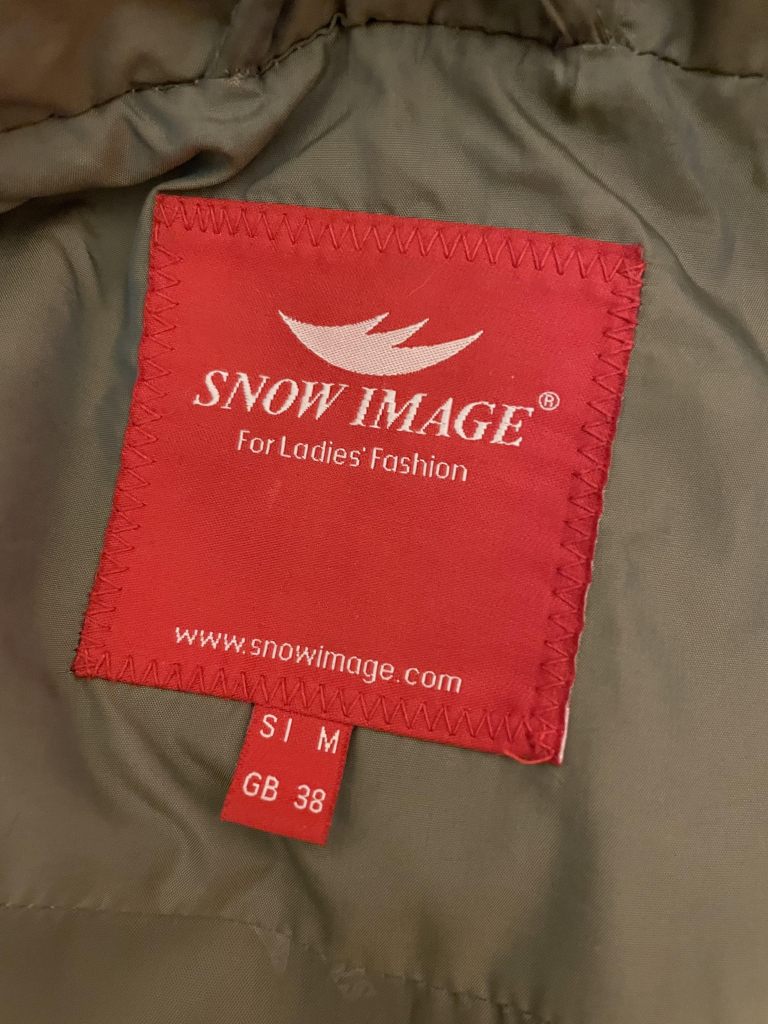 SNOW IMAGE®
For Ladies' Fashion
www.snowimage.com
SI M
GB 38